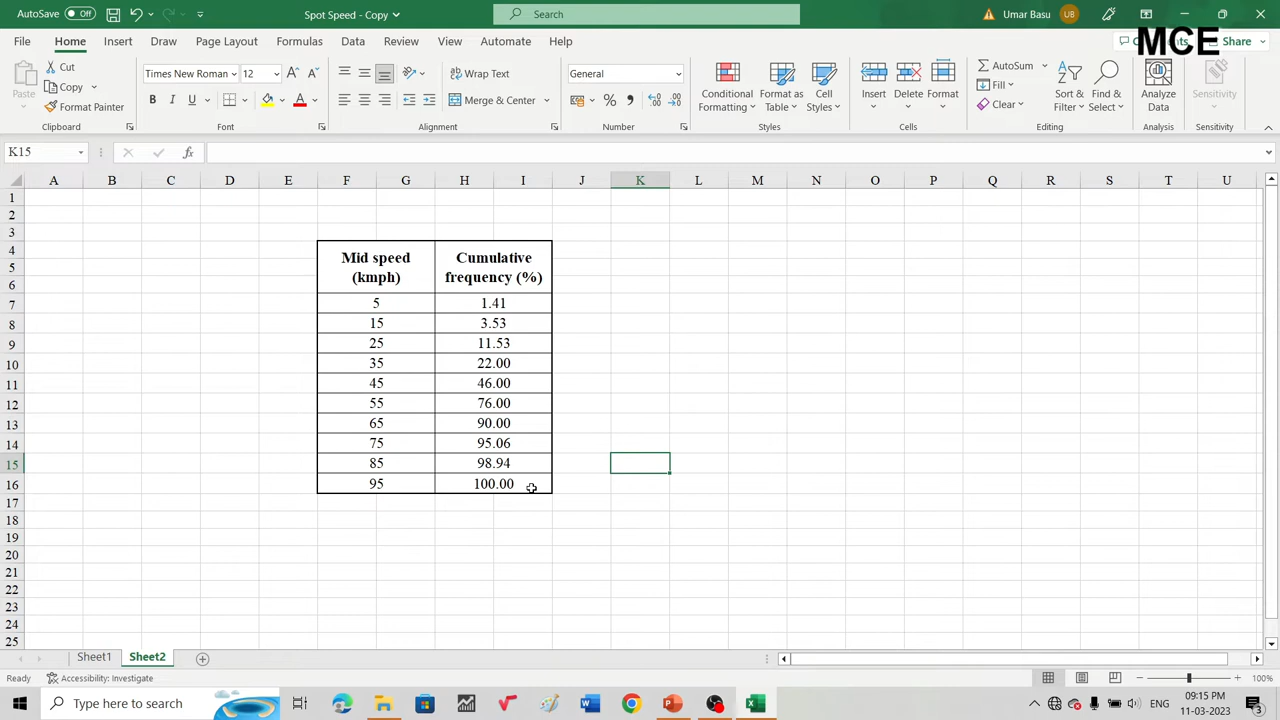 AutoSave Off Spot Speed - Copy Search Umar Basu UB
File Home Insert Draw Page Layout Formulas Data Review View Automate Help Share
MCE
Paste Cut Copy Format Painter Clipboard
Times New Roman 12 B I U Font
Wrap Text Merge & Center Alignment
General % Number
Conditional Formatting Format as Table Cell Styles Styles
Insert Delete Format Cells
AutoSum Fill Clear Sort & Filter Find & Select Editing
Analyze Data Analysis
Sensitivity Sensitivity
K15 fx
A B C D E F G H I J K L M N O P Q R S T U
1
2
3
4
5
6
Mid speed (kmph) Cumulative frequency (%)
7 5 1.41
8 15 3.53
9 25 11.53
10 35 22.00
11 45 46.00
12 55 76.00
13 65 90.00
14 75 95.06
15 85 98.94
16 95 100.00
17
18
19
20
21
22
23
24
25
Sheet1 Sheet2
Ready Accessibility: Investigate 100%
Type here to search ENG 09:15 PM
11-03-2023 3